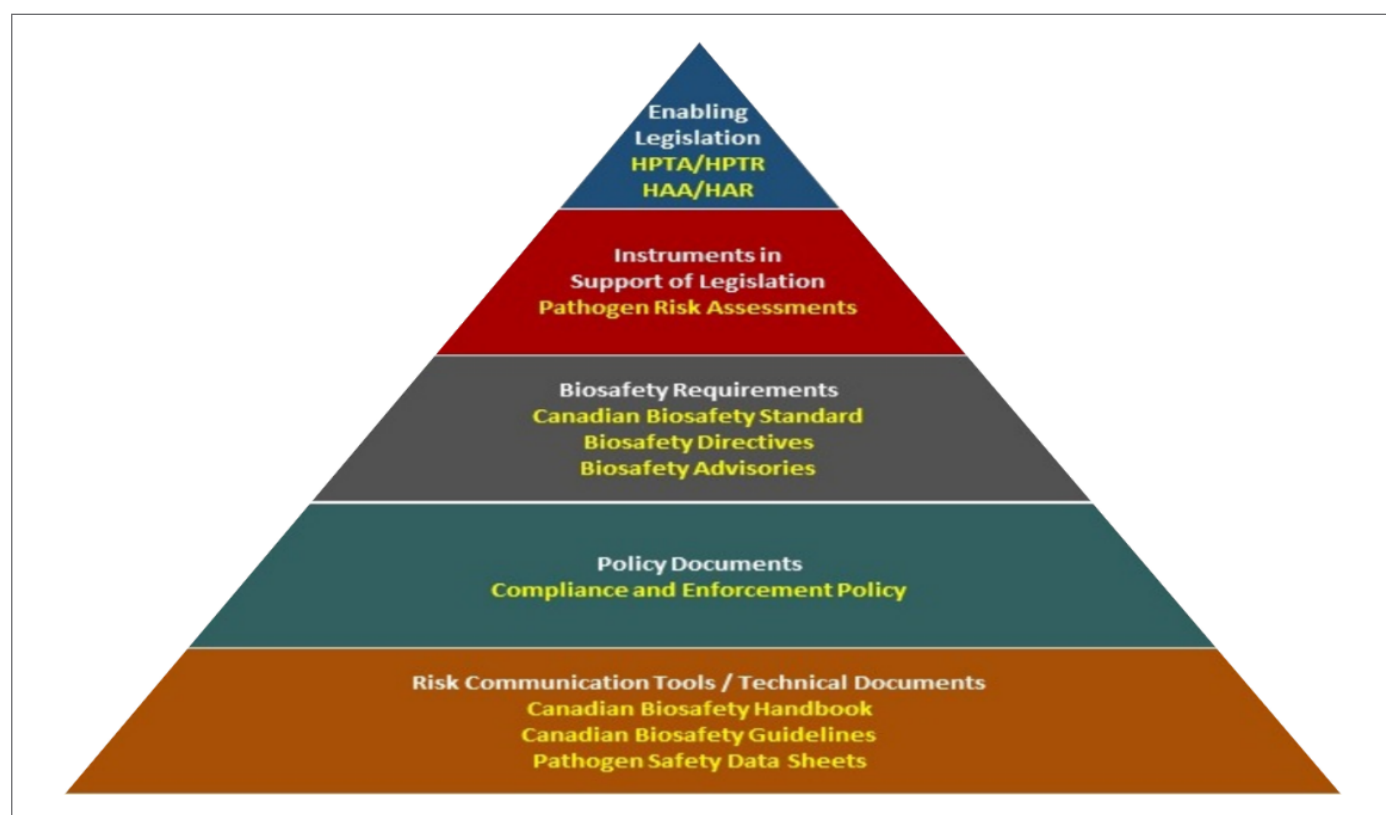 Enabling
Legislation
HPTA/HPTR
HAA/HAR
Instruments in
Support of Legislation
Pathogen Risk Assessments
Biosafety Requirements
Canadian Biosafety Standard
Biosafety Directives
Biosafety Advisories
Policy Documents
Compliance and Enforcement Policy
Risk Communication Tools / Technical Documents
Canadian Biosafety Handbook
Canadian Biosafety Guidelines
Pathogen Safety Data Sheets